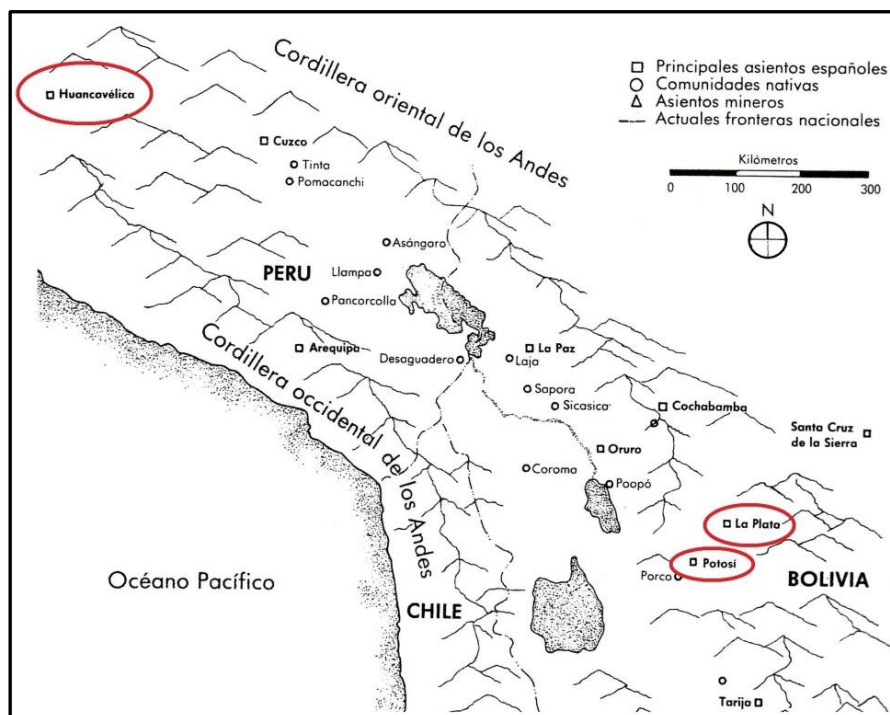 Cordillera oriental de los Andes
Principales asientos españoles
Comunidades nativas
Asientos mineros
Actuales fronteras nacionales
Kilómetros
0 100 200 300
N
Huancavélica
Cuzco
Tinta
Pomacanchi
Asángaro
PERU
Llampa
Pancorcolla
Arequipa
Desaguadero
La Paz
Laja
Sapora
Sicasica
Cochabamba
Santa Cruz
de la Sierra
Cordillera occidental de los Andes
Oruro
Coroma
Poopó
La Plata
Potosí
Porco
BOLIVIA
Océano Pacífico
CHILE
Tarija